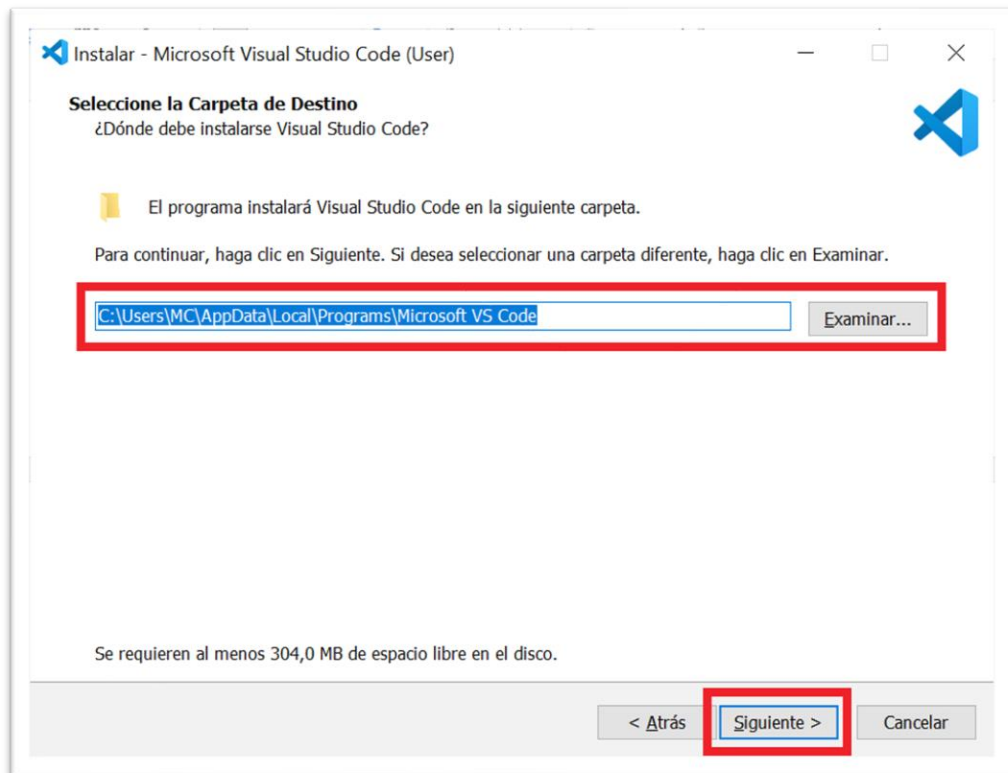 Instalar - Microsoft Visual Studio Code (User)
Seleccione la Carpeta de Destino
¿Dónde debe instalarse Visual Studio Code?
El programa instalará Visual Studio Code en la siguiente carpeta.
Para continuar, haga clic en Siguiente. Si desea seleccionar una carpeta diferente, haga clic en Examinar.
C:\Users\MC\AppData\Local\Programs\Microsoft VS Code
Examinar...
Se requieren al menos 304,0 MB de espacio libre en el disco.
< Atrás
Siguiente >
Cancelar